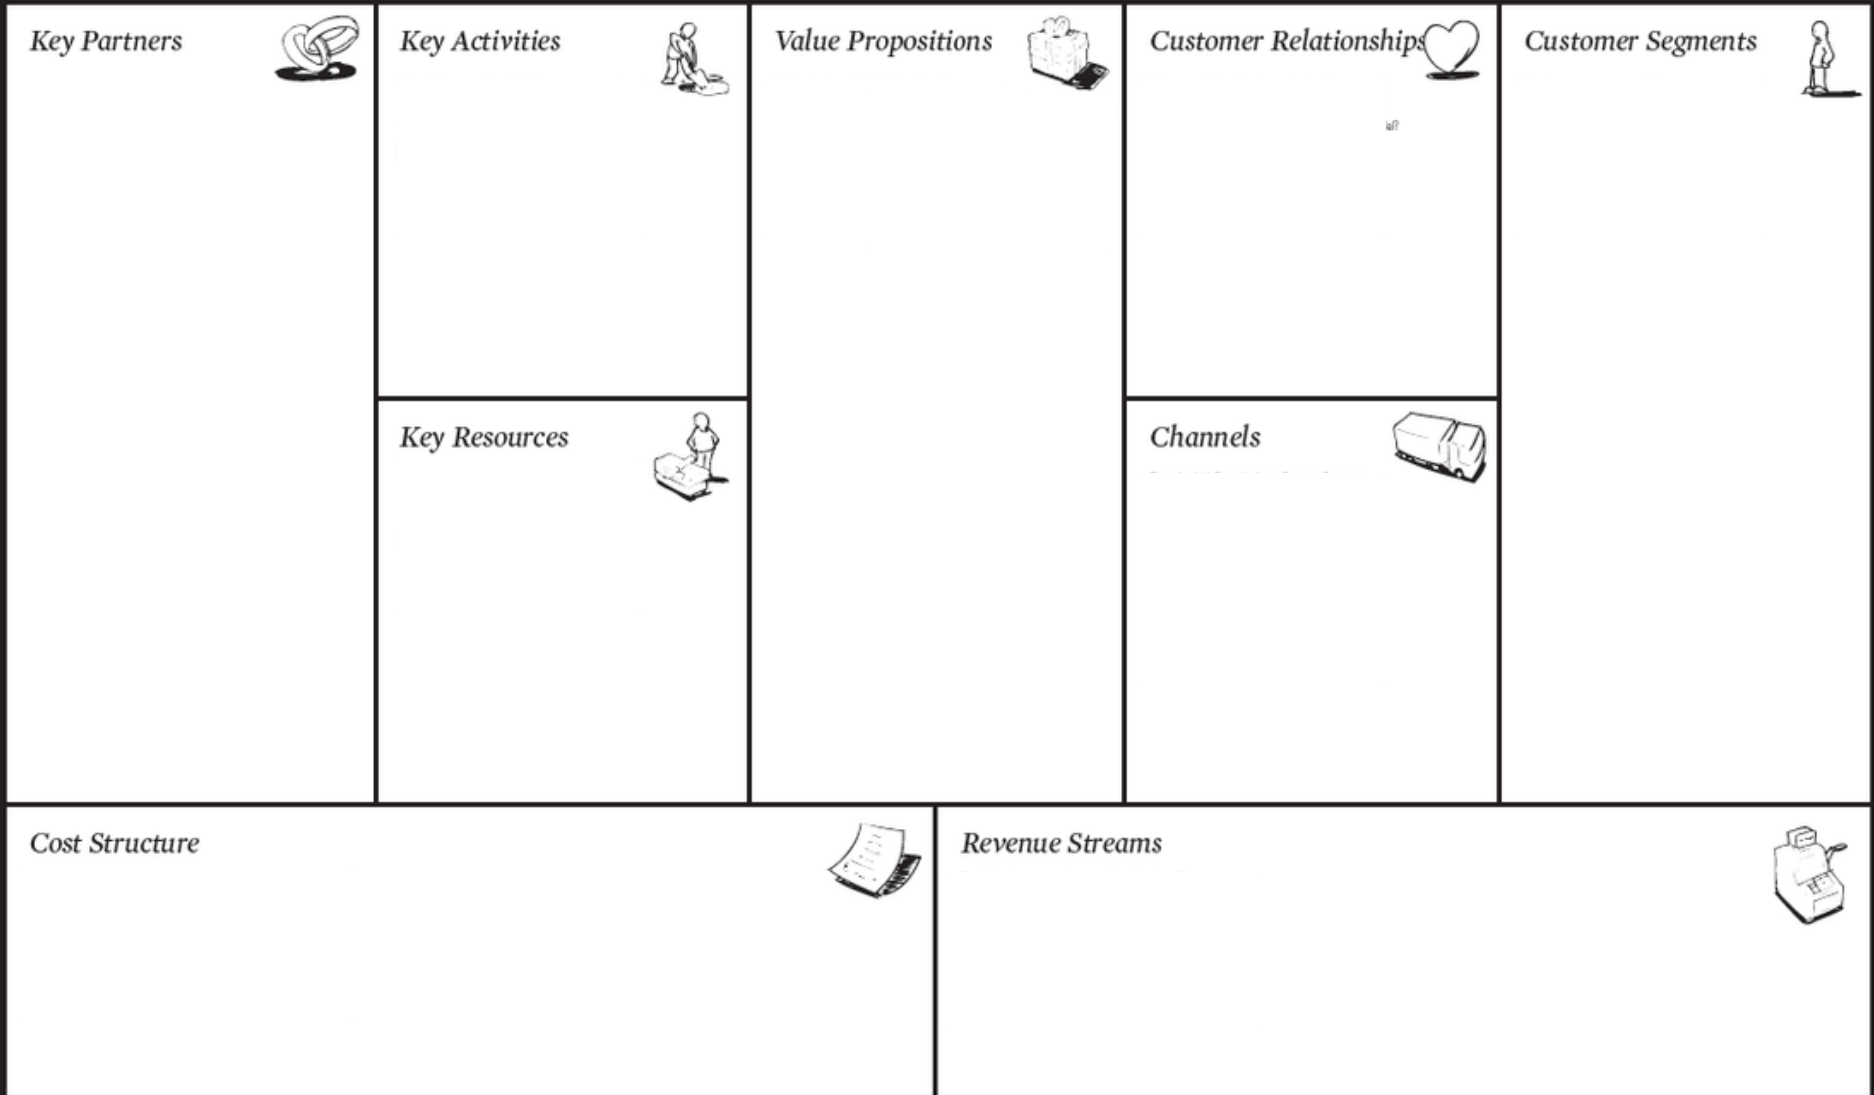 Key Partners
Key Activities
Value Propositions
Customer Relationships
Customer Segments
Key Resources
Channels
Cost Structure
Revenue Streams